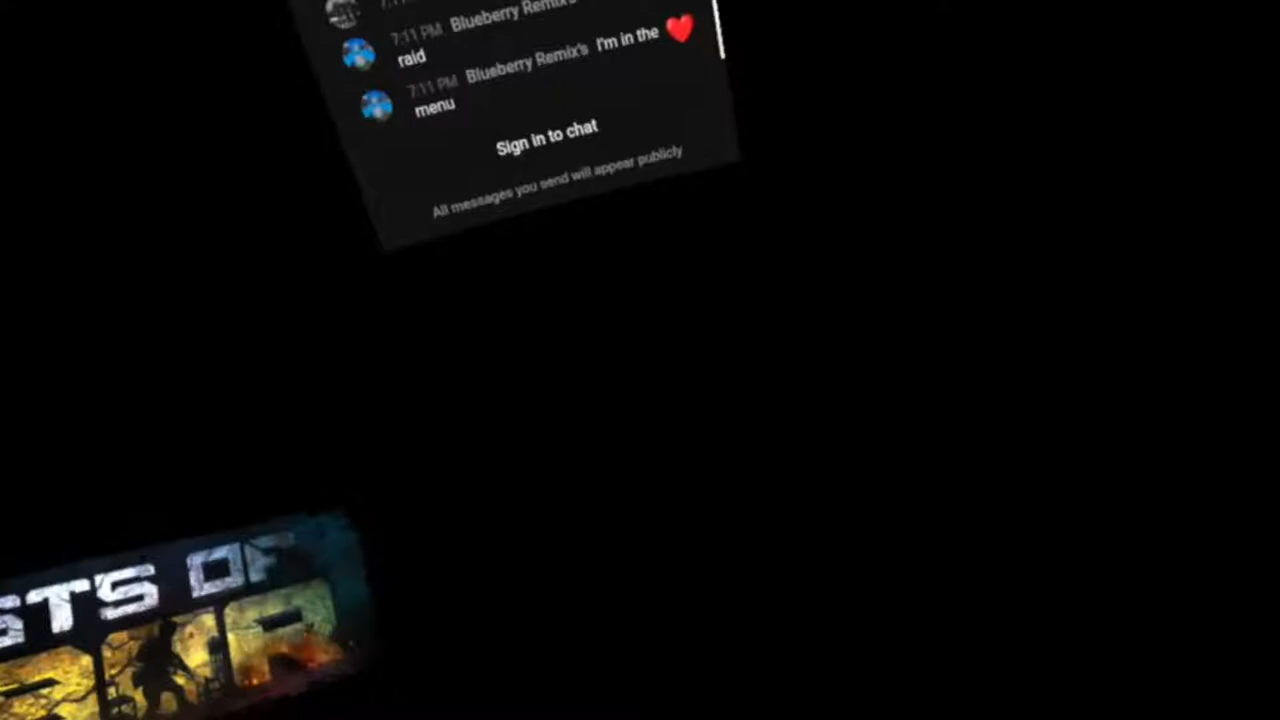 7:11 PM Blueberry Remix's
raid
7:11 PM Blueberry Remix's I'm in the ❤️
menu
Sign in to chat
All messages you send will appear publicly
STS OF